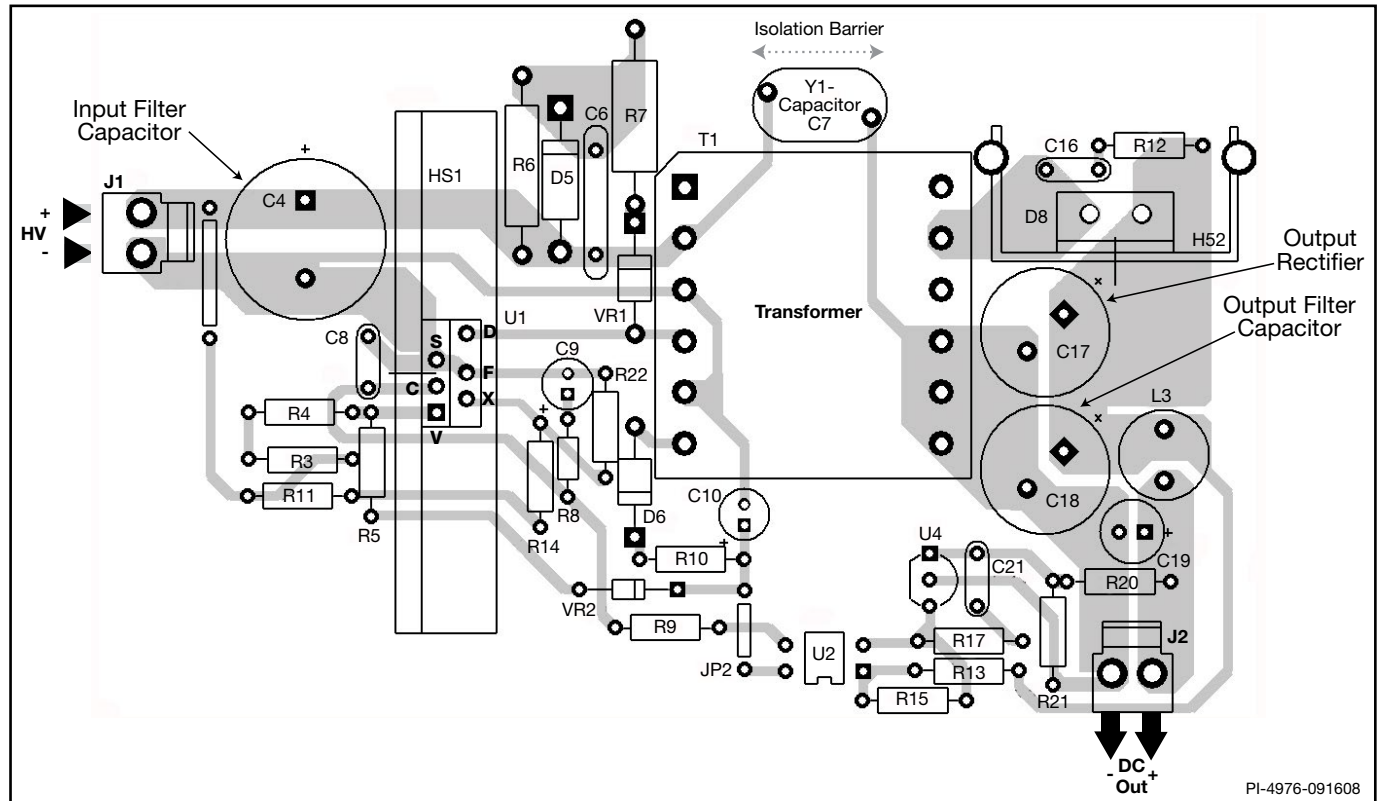 Isolation Barrier
Y1-
Capacitor
C7
Input Filter
Capacitor
+
J1
+
HV
-
C4
HS1
R6
D5
C6
R7
T1
C16
R12
D8
H52
Output
Rectifier
Output Filter
Capacitor
Transformer
VR1
U1
D
S
F
C
X
V
C8
C9
R22
+
R4
R3
R11
R5
R14
R8
D6
C10
+
R10
VR2
R9
JP2
U2
U4
C21
R17
R13
R15
R21
R20
C17
C18
L3
C19
+
J2
- DC +
Out
PI-4976-091608